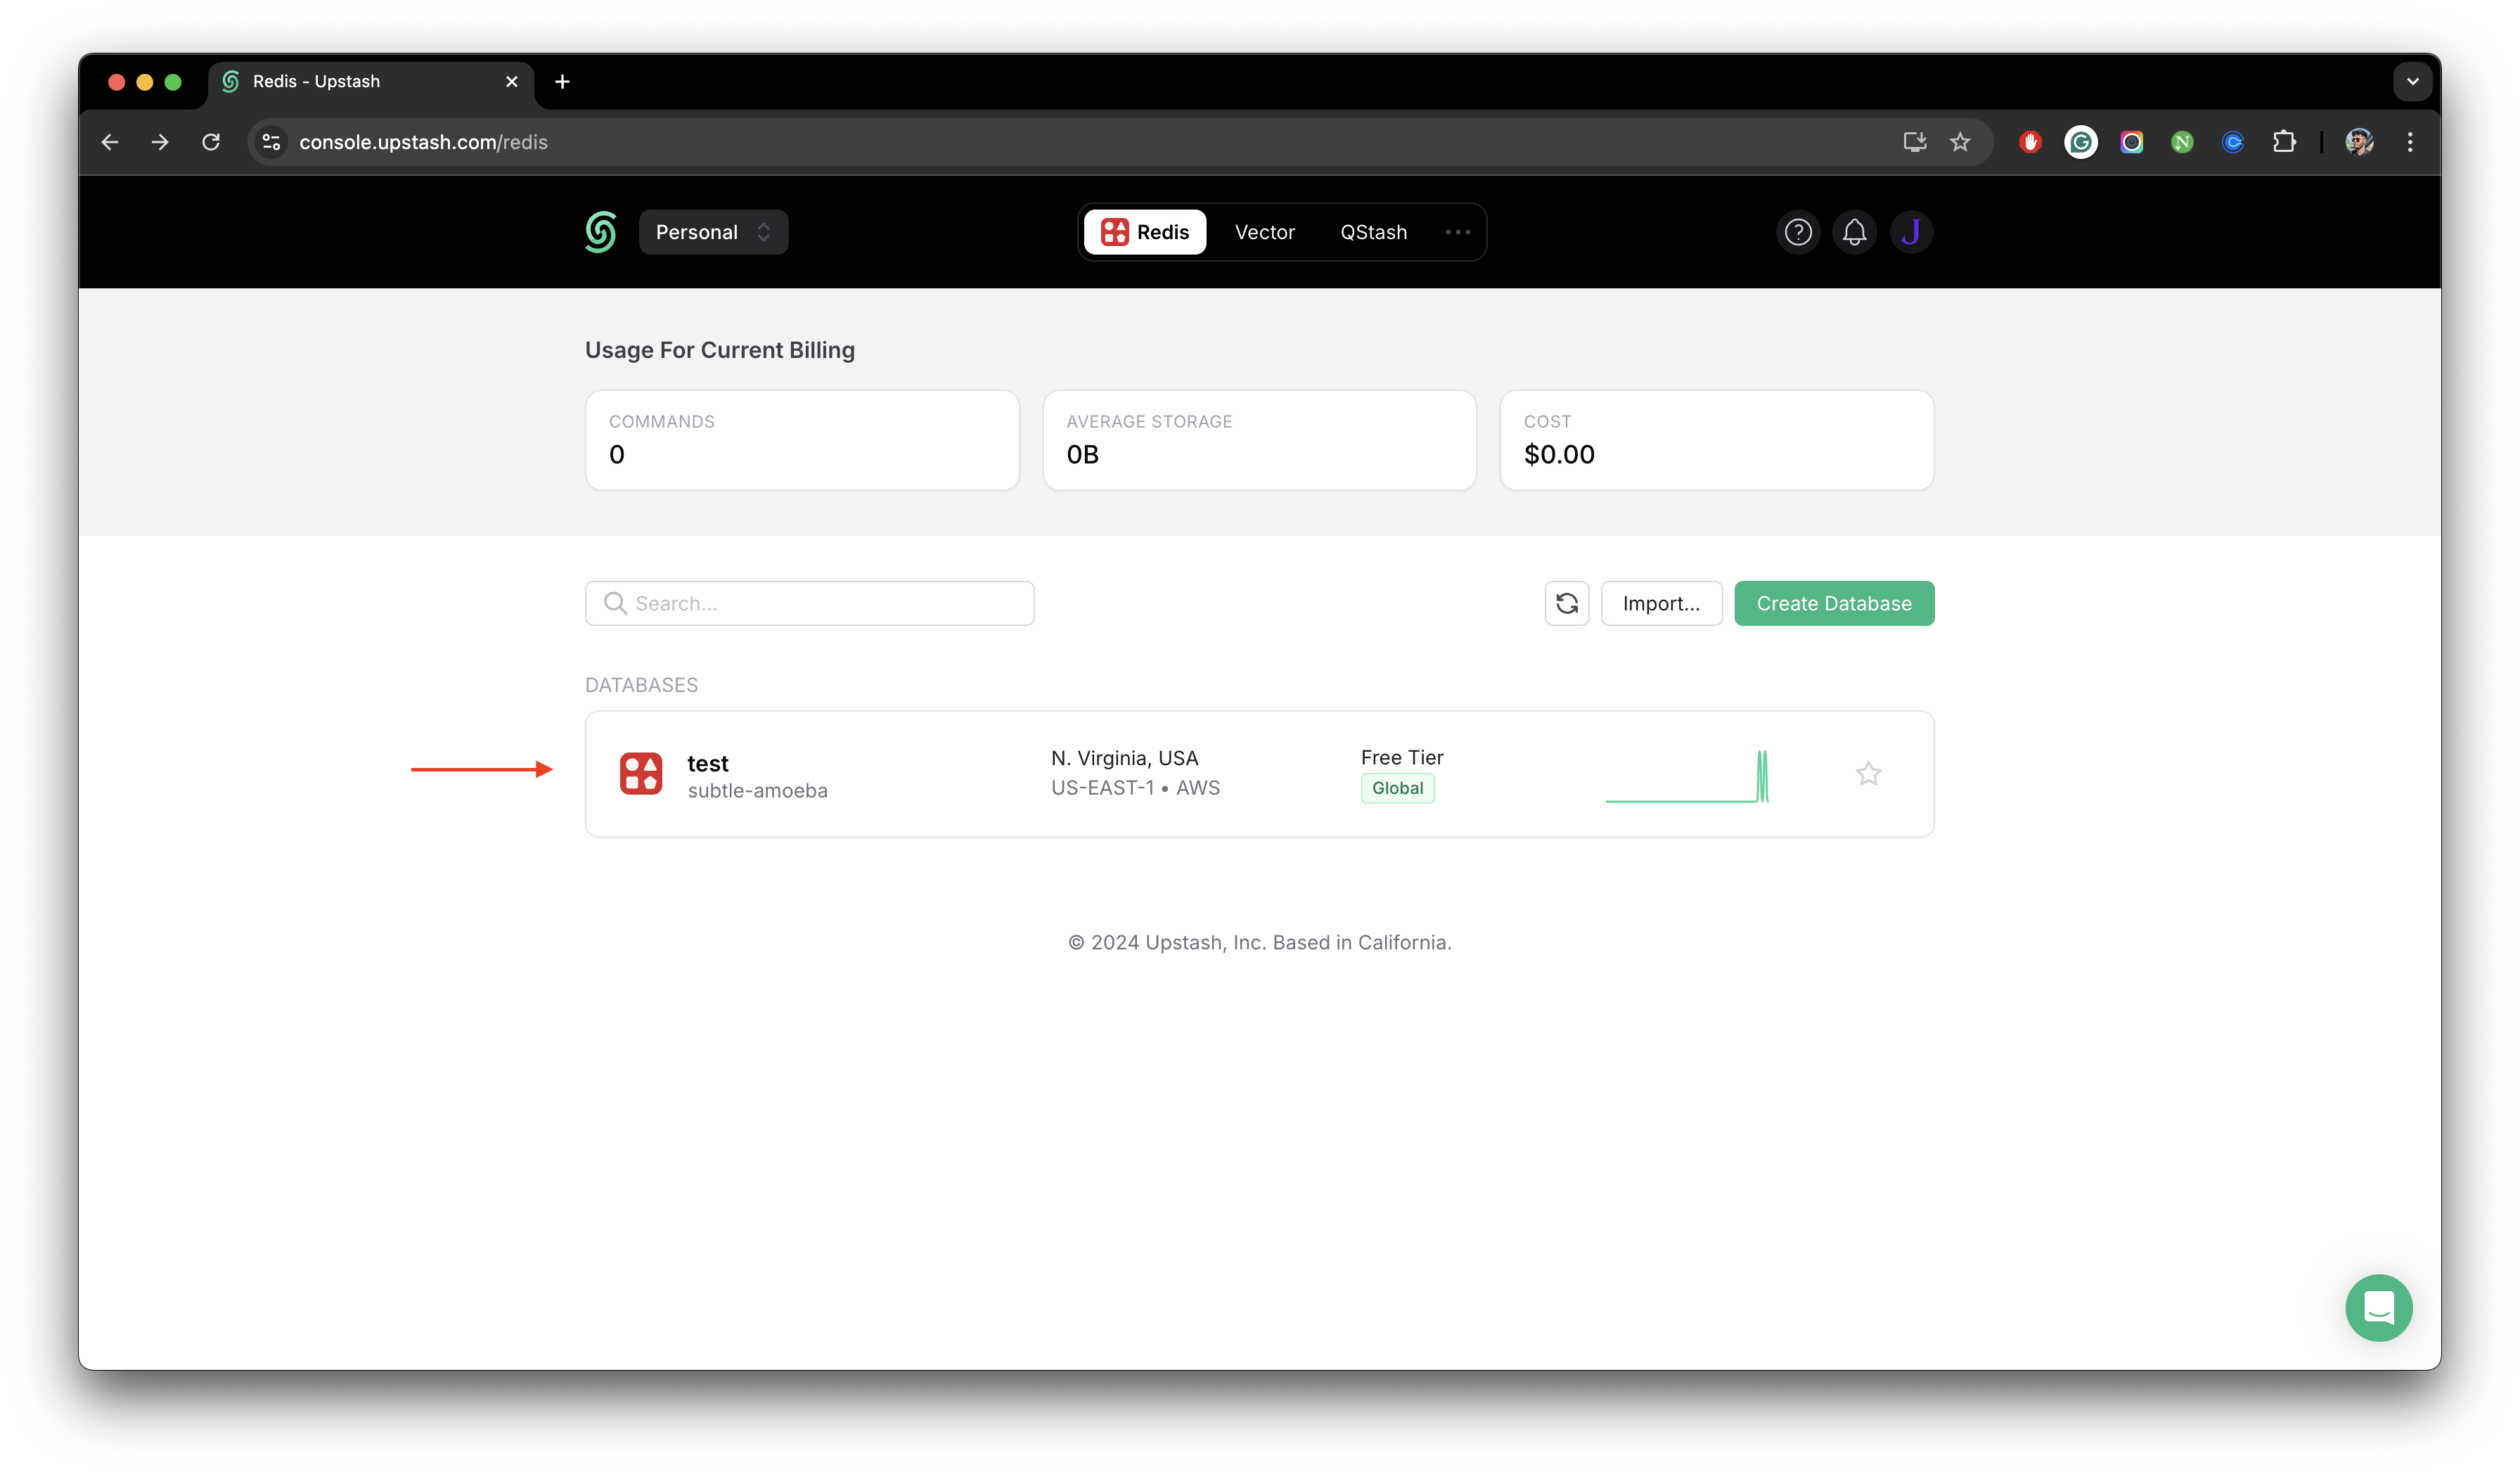 Redis - Upstash
console.upstash.com/redis
Personal
Redis
Vector
QStash
J
Usage For Current Billing
COMMANDS
0
AVERAGE STORAGE
0B
COST
$0.00
Search...
Import...
Create Database
DATABASES
test
subtle-amoeba
N. Virginia, USA
US-EAST-1 • AWS
Free Tier
Global
© 2024 Upstash, Inc. Based in California.